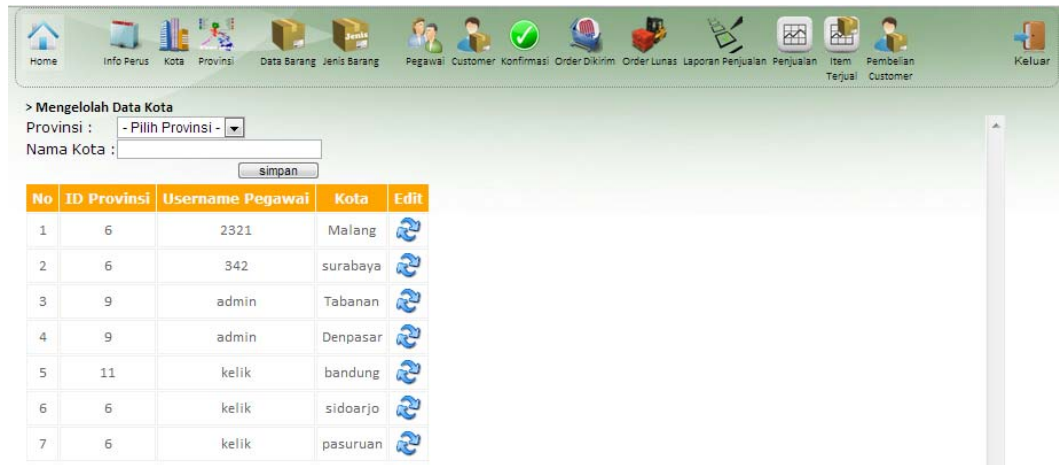 Home Info Perus Kota Provinsi Data Barang Jenis Barang Pegawai Customer Konfirmasi Order Dikirim Order Lunas Laporan Penjualan Penjualan Item Terjual Pembelian Customer Keluar
Jenis
> Mengelolah Data Kota
Provinsi : - Pilih Provinsi -
Nama Kota :
simpan
No ID Provinsi Username Pegawai Kota Edit
1 6 2321 Malang
2 6 342 surabaya
3 9 admin Tabanan
4 9 admin Denpasar
5 11 kelik bandung
6 6 kelik sidoarjo
7 6 kelik pasuruan